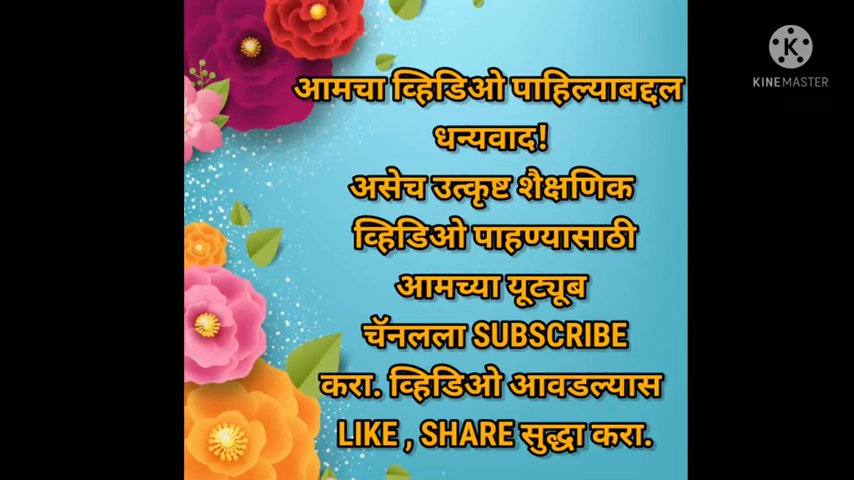 आमचा व्हिडिओ पाहिल्याबद्दल
धन्यवाद!
असेच उत्कृष्ट शैक्षणिक
व्हिडिओ पाहण्यासाठी
आमच्या यूट्यूब
चॅनलला SUBSCRIBE
करा. व्हिडिओ आवडल्यास
LIKE , SHARE सुद्धा करा.
K
KINEMASTER